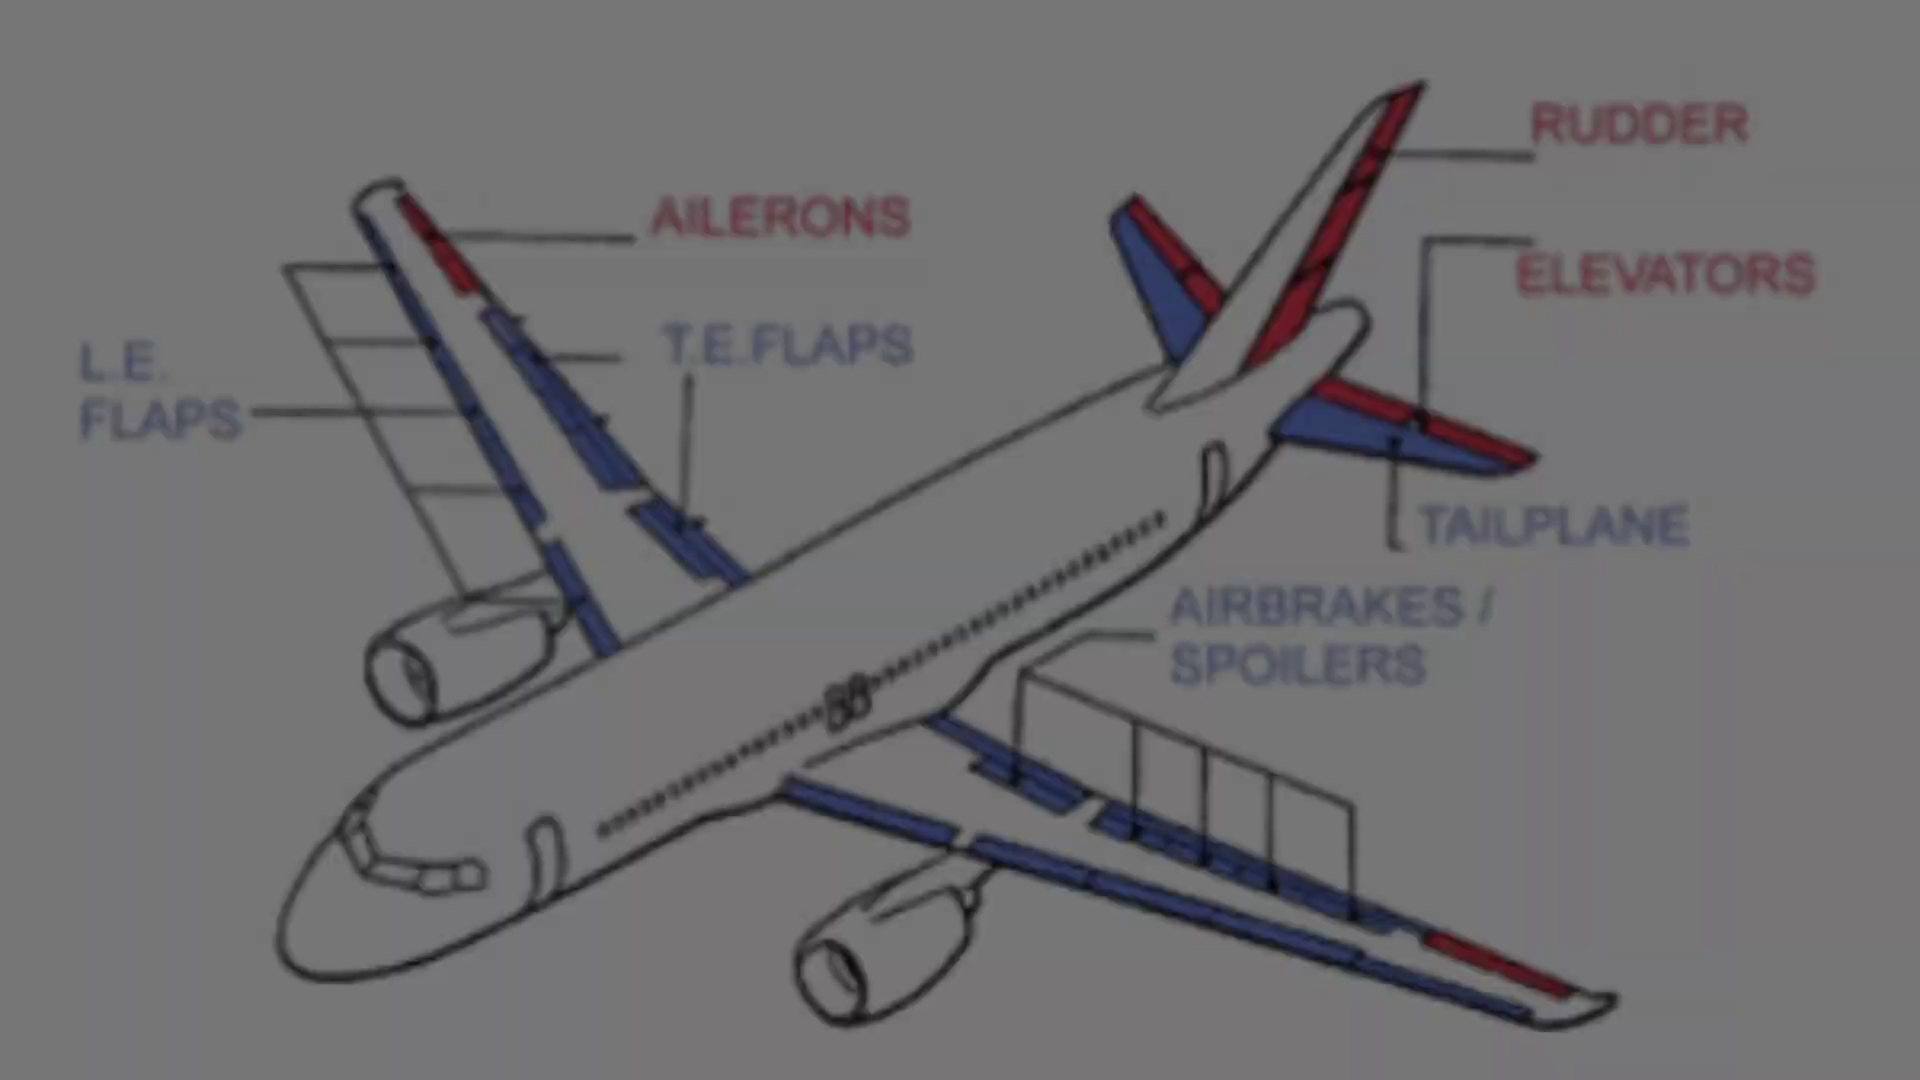 RUDDER
AILERONS
ELEVATORS
T.E.FLAPS
L.E.
FLAPS
TAILPLANE
AIRBRAKES /
SPOILERS